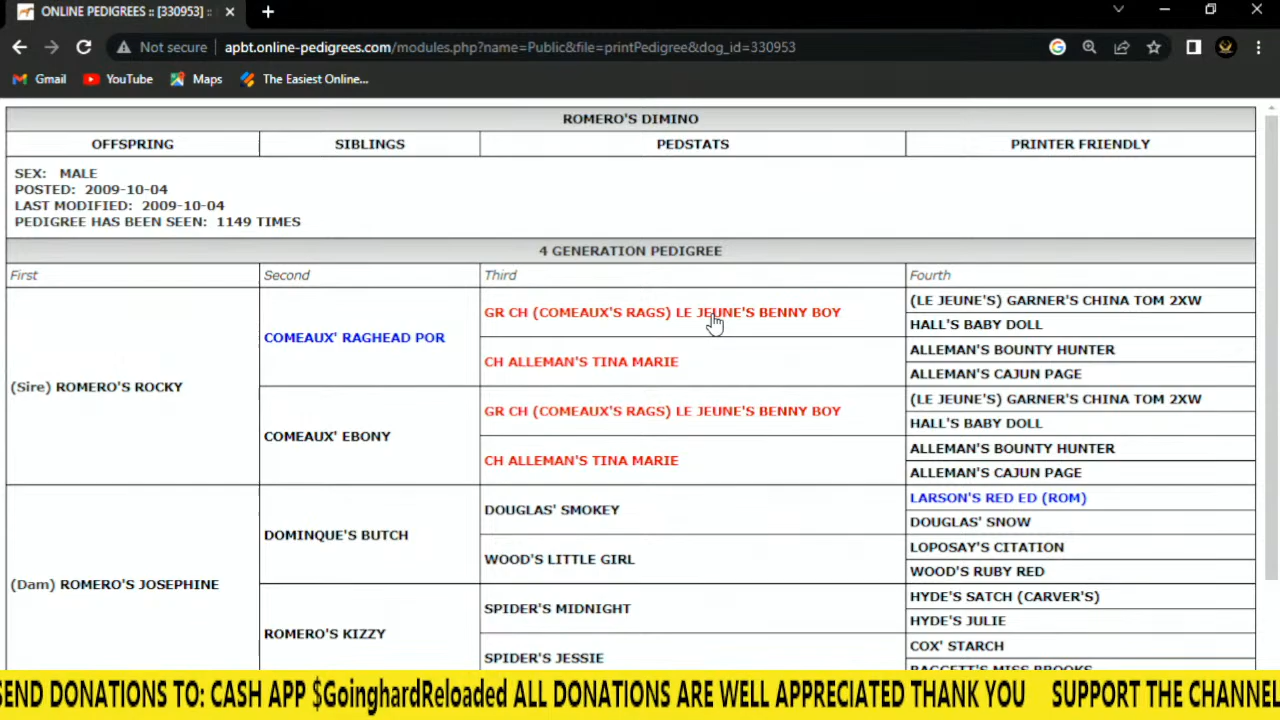 ONLINE PEDIGREES :: [330953] ::
Not secure apbt.online-pedigrees.com/modules.php?name=Public&file=printPedigree&dog_id=330953
Gmail YouTube Maps The Easiest Online...
ROMERO'S DIMINO
OFFSPRING SIBLINGS PEDSTATS PRINTER FRIENDLY
SEX: MALE
POSTED: 2009-10-04
LAST MODIFIED: 2009-10-04
PEDIGREE HAS BEEN SEEN: 1149 TIMES
4 GENERATION PEDIGREE
First Second Third Fourth
(Sire) ROMERO'S ROCKY
COMEAUX' RAGHEAD POR
GR CH (COMEAUX'S RAGS) LE JEUNE'S BENNY BOY
(LE JEUNE'S) GARNER'S CHINA TOM 2XW
HALL'S BABY DOLL
CH ALLEMAN'S TINA MARIE
ALLEMAN'S BOUNTY HUNTER
ALLEMAN'S CAJUN PAGE
COMEAUX' EBONY
GR CH (COMEAUX'S RAGS) LE JEUNE'S BENNY BOY
(LE JEUNE'S) GARNER'S CHINA TOM 2XW
HALL'S BABY DOLL
CH ALLEMAN'S TINA MARIE
ALLEMAN'S BOUNTY HUNTER
ALLEMAN'S CAJUN PAGE
(Dam) ROMERO'S JOSEPHINE
DOMINQUE'S BUTCH
DOUGLAS' SMOKEY
LARSON'S RED ED (ROM)
DOUGLAS' SNOW
WOOD'S LITTLE GIRL
LOPOSAY'S CITATION
WOOD'S RUBY RED
ROMERO'S KIZZY
SPIDER'S MIDNIGHT
HYDE'S SATCH (CARVER'S)
HYDE'S JULIE
SPIDER'S JESSIE
COX' STARCH
BAGGETT'S MISS BROOKS
SEND DONATIONS TO: CASH APP $GoinghardReloaded ALL DONATIONS ARE WELL APPRECIATED THANK YOU SUPPORT THE CHANNEL